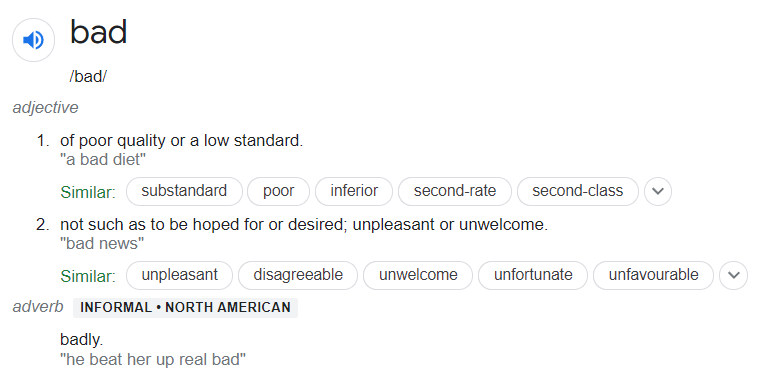 bad
/bad/
adjective
1. of poor quality or a low standard.
"a bad diet"
Similar: substandard poor inferior second-rate second-class
2. not such as to be hoped for or desired; unpleasant or unwelcome.
"bad news"
Similar: unpleasant disagreeable unwelcome unfortunate unfavourable
adverb INFORMAL • NORTH AMERICAN
badly.
"he beat her up real bad"